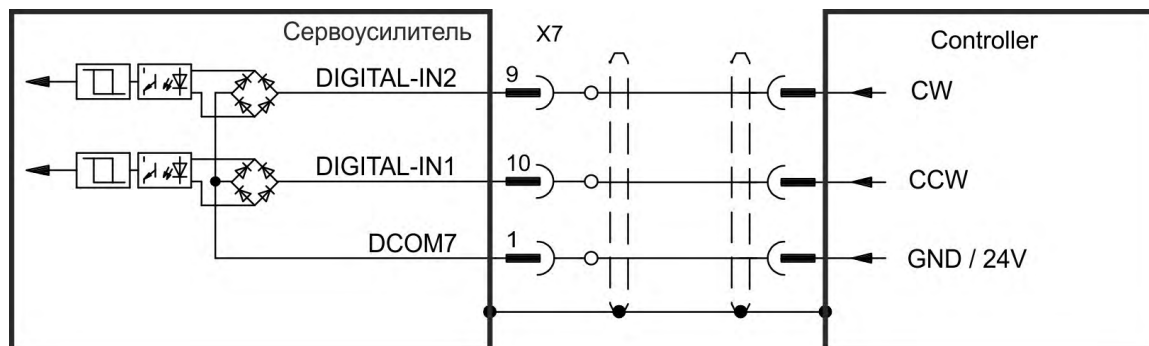 Сервоусилитель
X7
Controller
DIGITAL-IN2
9
CW
DIGITAL-IN1
10
CCW
DCOM7
1
GND / 24V